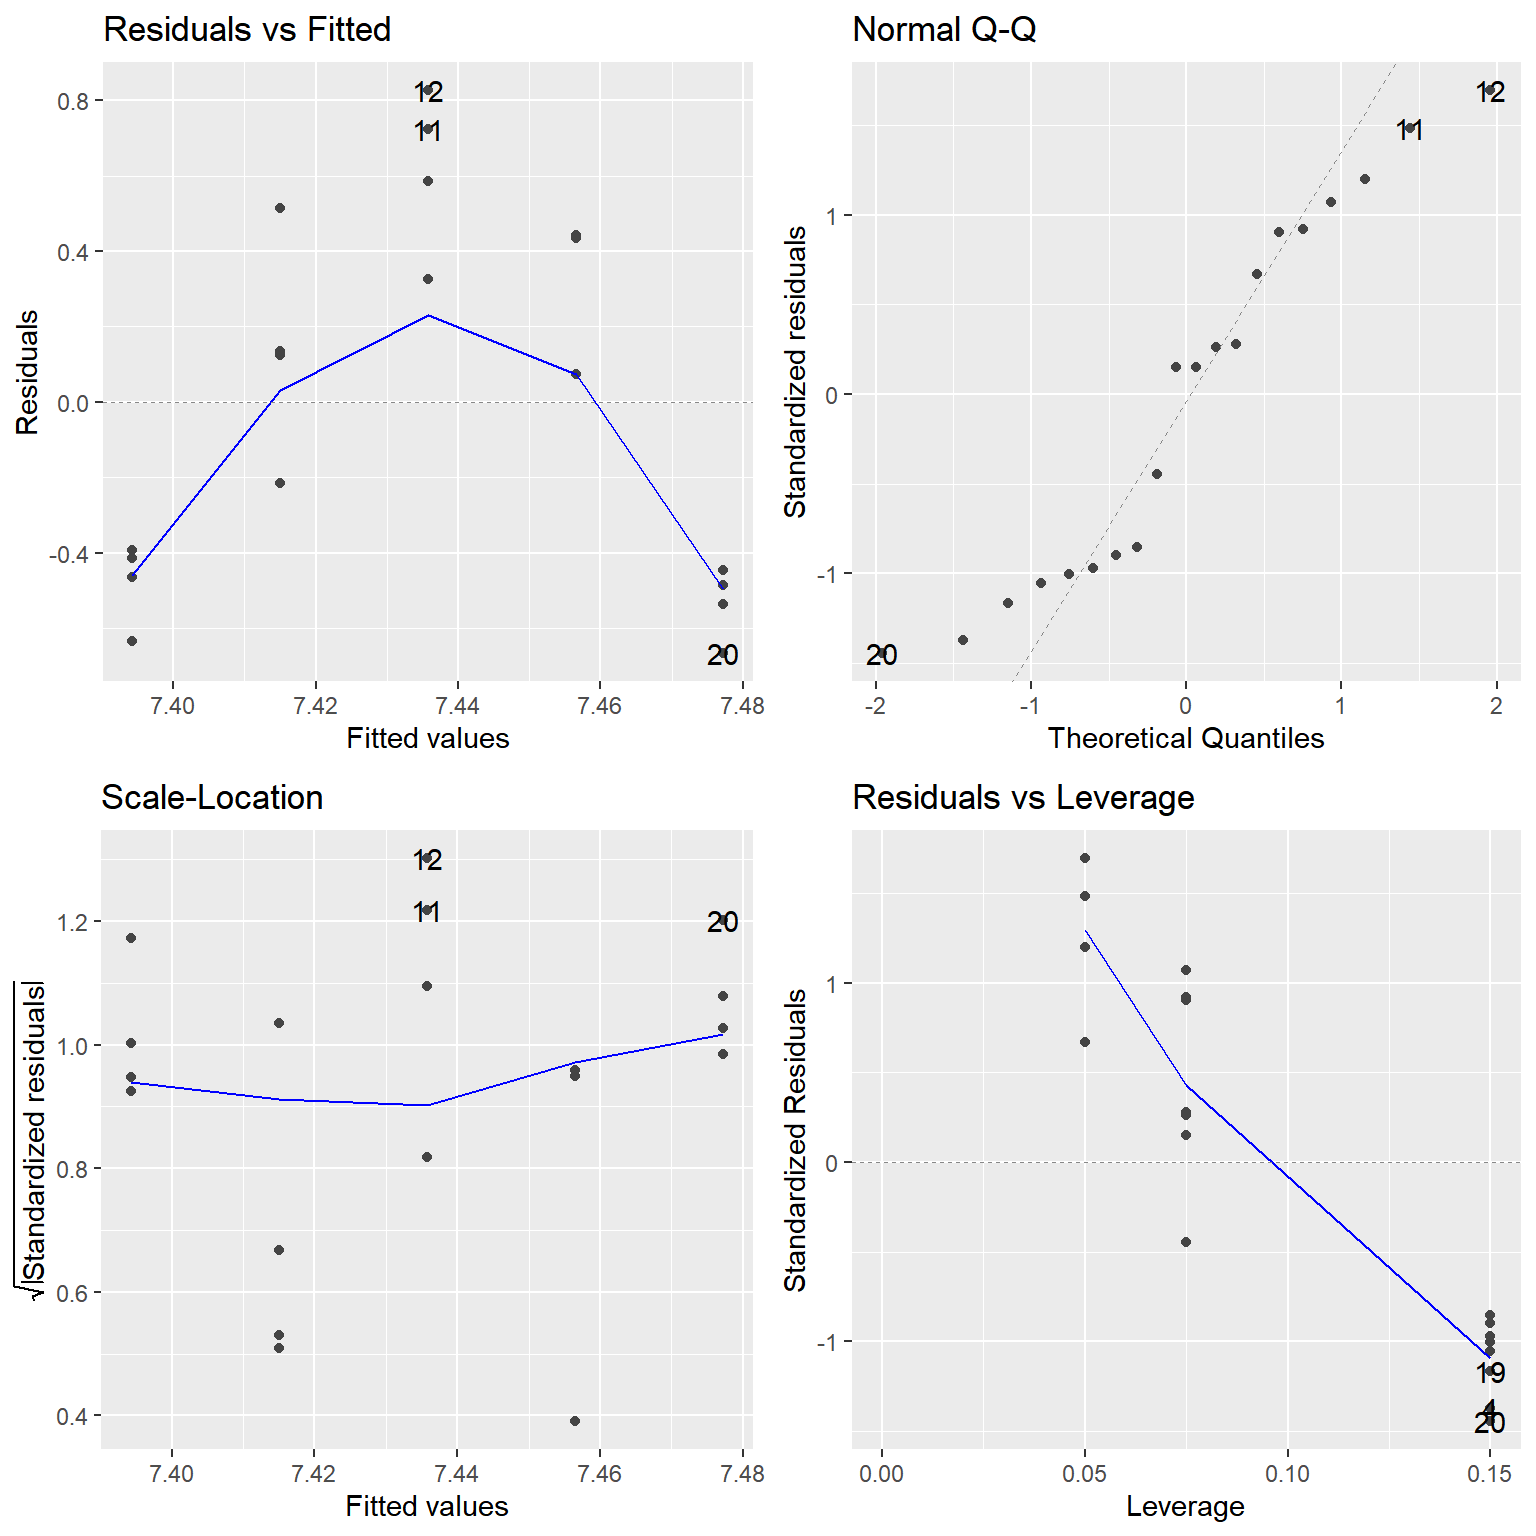 Residuals vs Fitted
12
11
20
0.8
0.4
0.0
-0.4
Residuals
7.40 7.42 7.44 7.46 7.48
Fitted values
Normal Q-Q
12
11
20
1
0
-1
Standardized residuals
-2 -1 0 1 2
Theoretical Quantiles
Scale-Location
12
11
20
1.2
1.0
0.8
0.6
0.4
√|Standardized residuals|
7.40 7.42 7.44 7.46 7.48
Fitted values
Residuals vs Leverage
1
0
-1
19
4
20
Standardized Residuals
0.00 0.05 0.10 0.15
Leverage